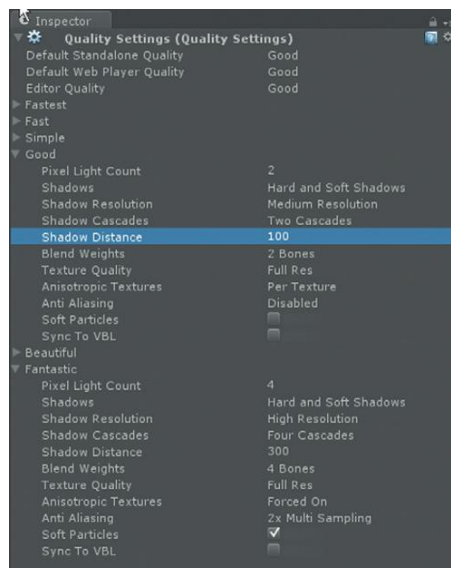 Inspector
Quality Settings (Quality Settings)
Default Standalone Quality Good
Default Web Player Quality Good
Editor Quality Good
Fastest
Fast
Simple
Good
Pixel Light Count 2
Shadows Hard and Soft Shadows
Shadow Resolution Medium Resolution
Shadow Cascades Two Cascades
Shadow Distance 100
Blend Weights 2 Bones
Texture Quality Full Res
Anisotropic Textures Per Texture
Anti Aliasing Disabled
Soft Particles
Sync To VBL
Beautiful
Fantastic
Pixel Light Count 4
Shadows Hard and Soft Shadows
Shadow Resolution High Resolution
Shadow Cascades Four Cascades
Shadow Distance 300
Blend Weights 4 Bones
Texture Quality Full Res
Anisotropic Textures Forced On
Anti Aliasing 2x Multi Sampling
Soft Particles
Sync To VBL